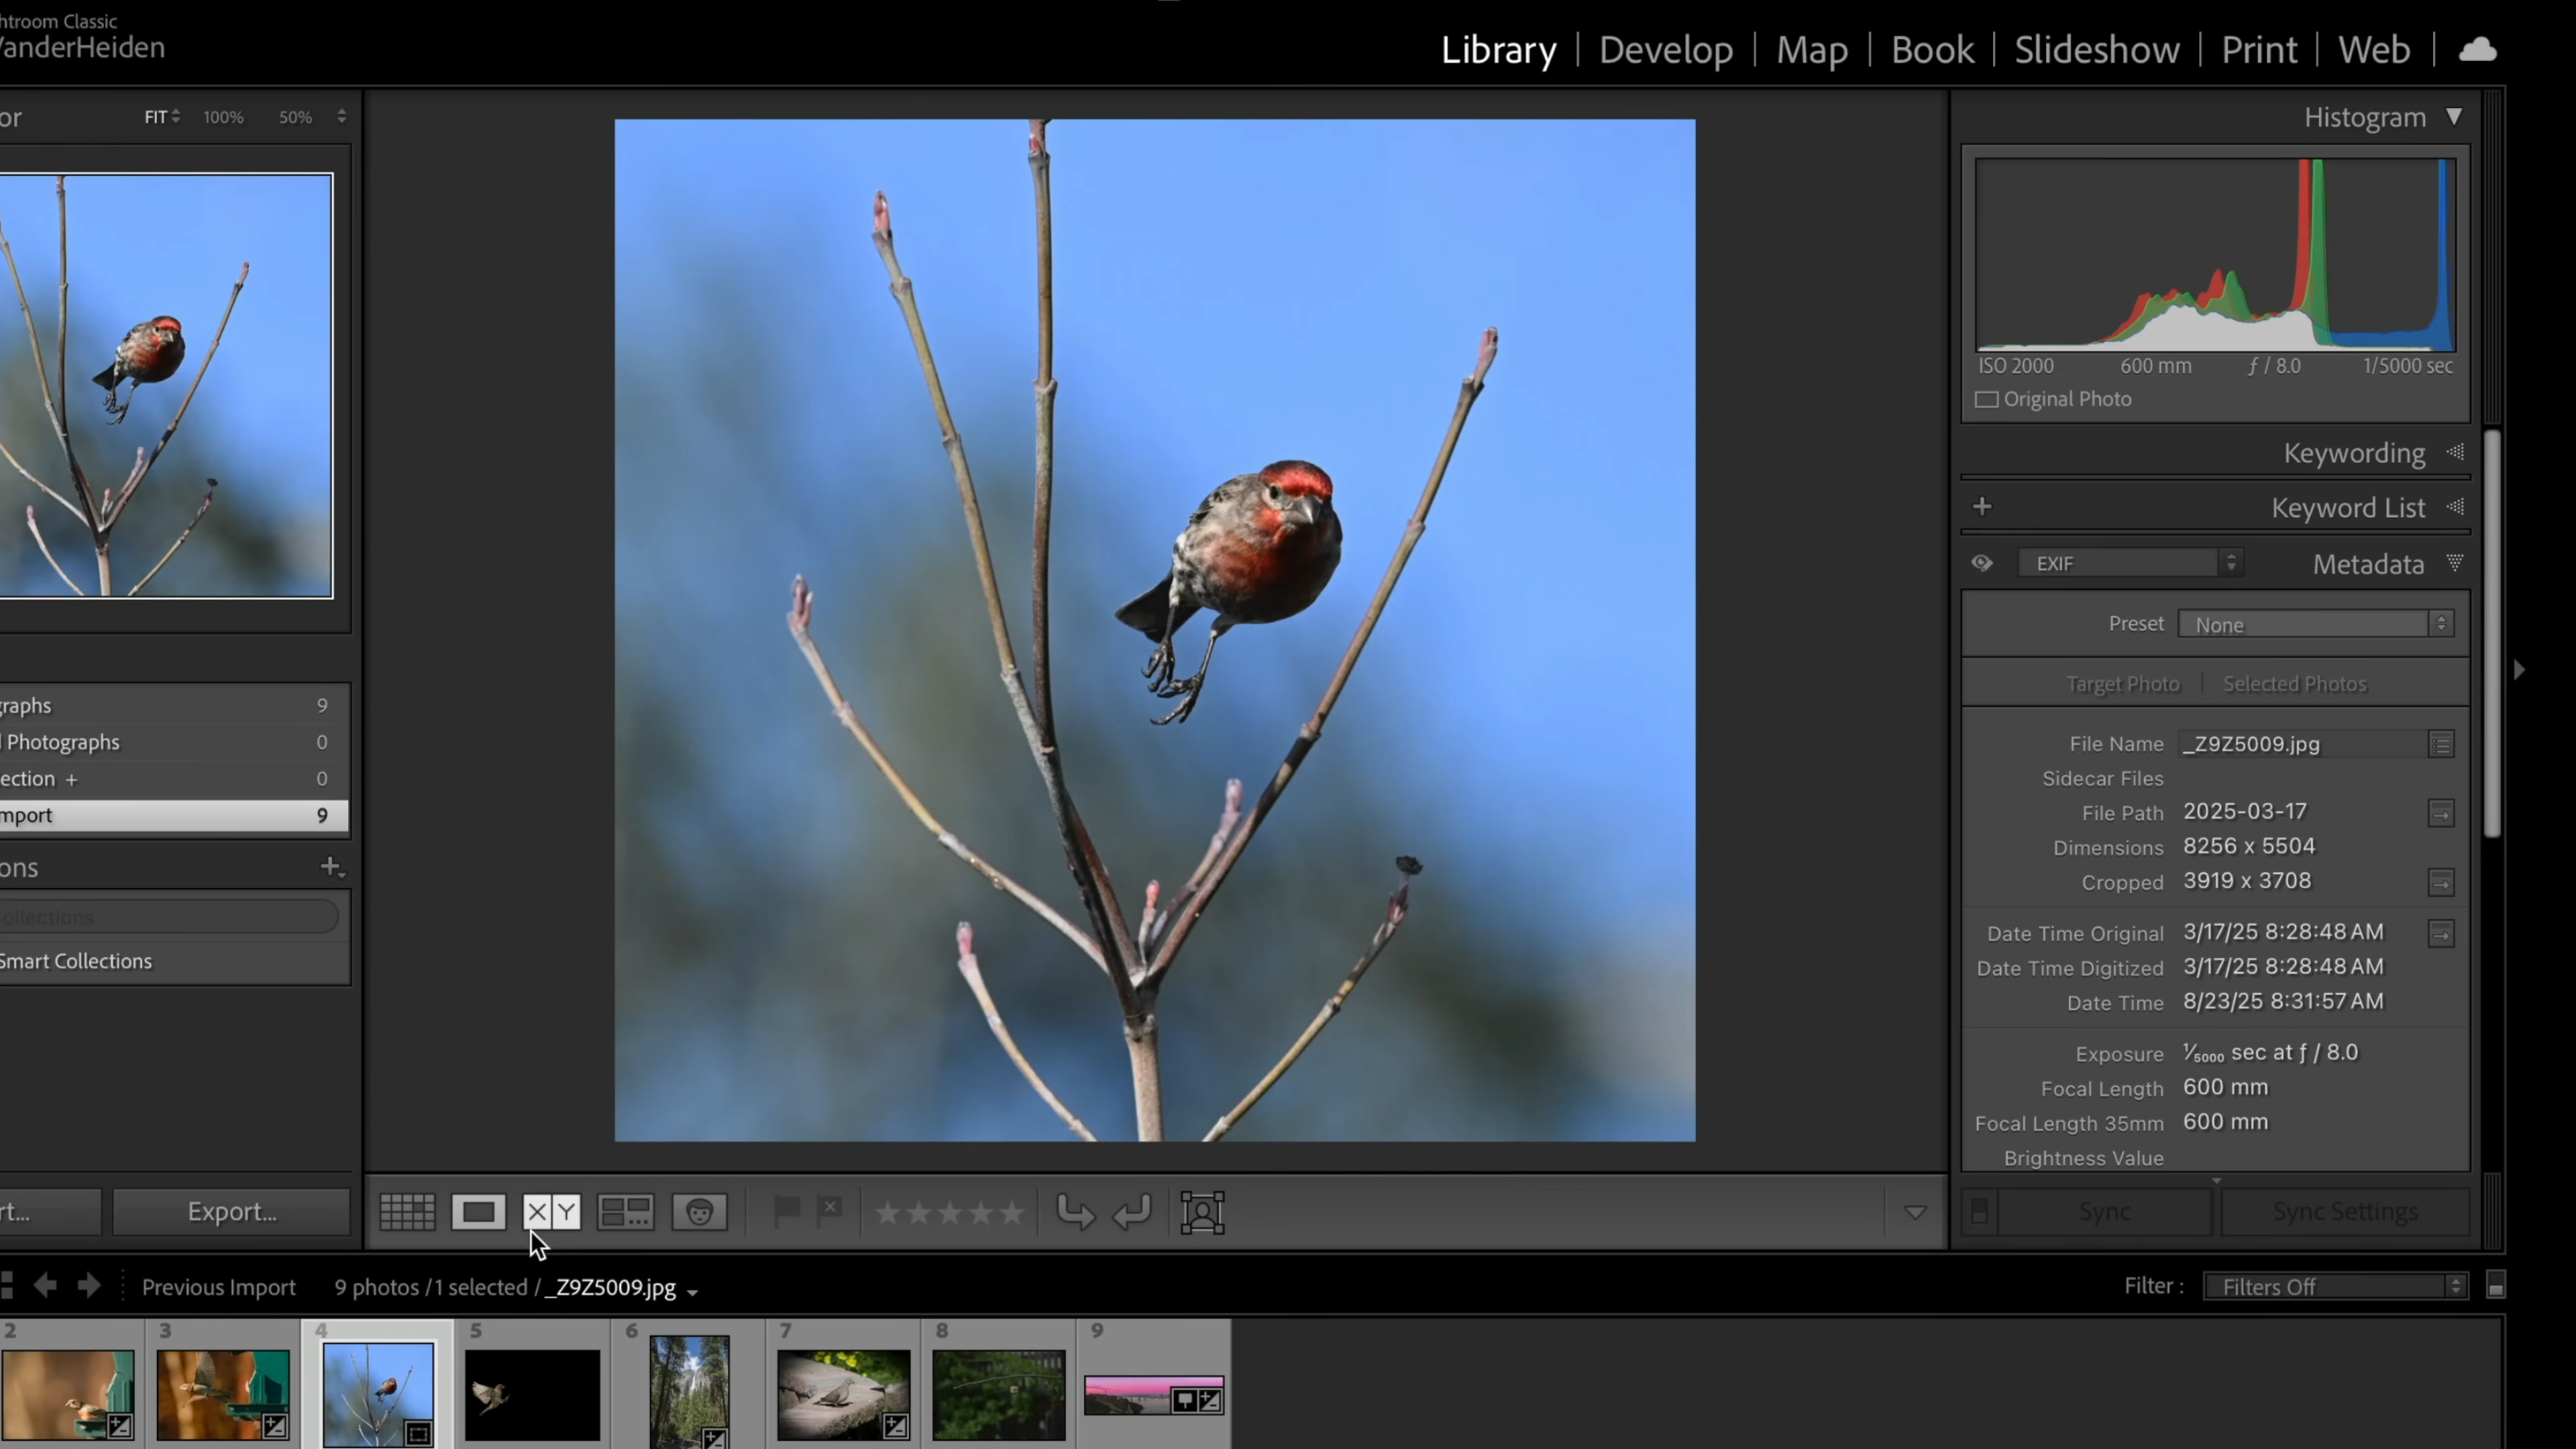 htroom Classic
VanderHeiden
Library | Develop | Map | Book | Slideshow | Print | Web
or FIT 100% 50%
Histogram
ISO 2000 600 mm ƒ / 8.0 1/5000 sec
Original Photo
Keywording
+ Keyword List
EXIF Metadata
Preset None
Target Photo Selected Photos
File Name _Z9Z5009.jpg
Sidecar Files
File Path 2025-03-17
Dimensions 8256 x 5504
Cropped 3919 x 3708
Date Time Original 3/17/25 8:28:48 AM
Date Time Digitized 3/17/25 8:28:48 AM
Date Time 8/23/25 8:31:57 AM
Exposure 1/5000 sec at ƒ / 8.0
Focal Length 600 mm
Focal Length 35mm 600 mm
Brightness Value
graphs 9
l Photographs 0
ection + 0
mport 9
ons +
ollections
Smart Collections
rt... Export...
X Y
Sync Sync Settings
Previous Import 9 photos / 1 selected / _Z9Z5009.jpg
Filter : Filters Off
2 3 4 5 6 7 8 9